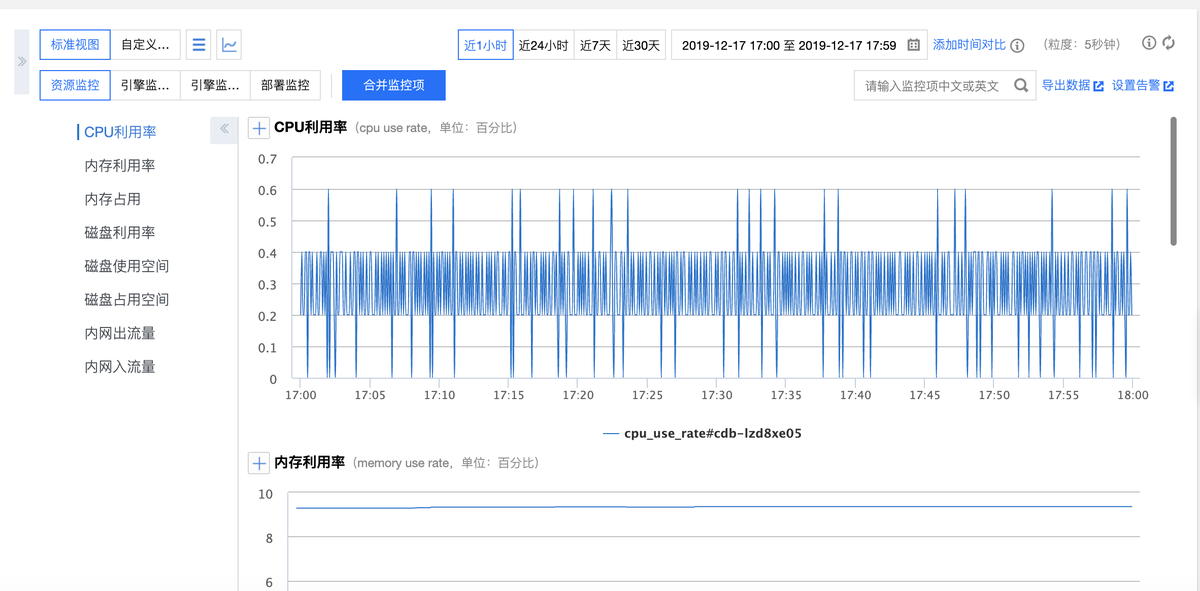 标准视图 自定义... 近1小时 近24小时 近7天 近30天 2019-12-17 17:00 至 2019-12-17 17:59 添加时间对比 (粒度：5秒钟)
资源监控 引擎监... 引擎监... 部署监控 合并监控项 请输入监控项中文或英文 导出数据 设置告警
CPU利用率
内存利用率
内存占用
磁盘利用率
磁盘使用空间
磁盘占用空间
内网出流量
内网入流量
CPU利用率 (cpu use rate，单位：百分比)
0.7
0.6
0.5
0.4
0.3
0.2
0.1
0
17:00 17:05 17:10 17:15 17:20 17:25 17:30 17:35 17:40 17:45 17:50 17:55 18:00
cpu_use_rate#cdb-lzd8xe05
内存利用率 (memory use rate，单位：百分比)
10
8
6